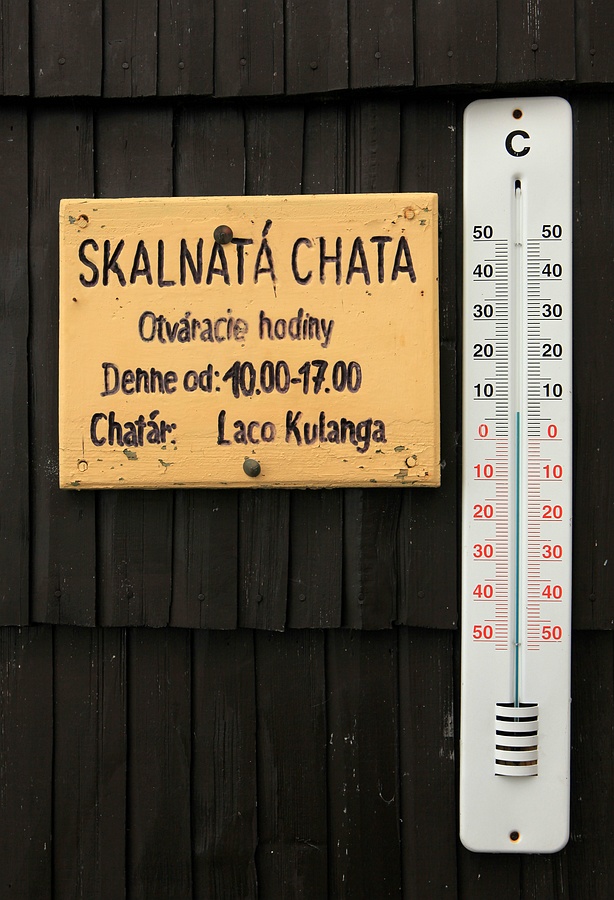 SKALNATÁ CHATA
Otváracie hodiny
Denne od: 10.00-17.00
Chatár: Laco Kulanga
C
50 50
40 40
30 30
20 20
10 10
0 0
10 10
20 20
30 30
40 40
50 50